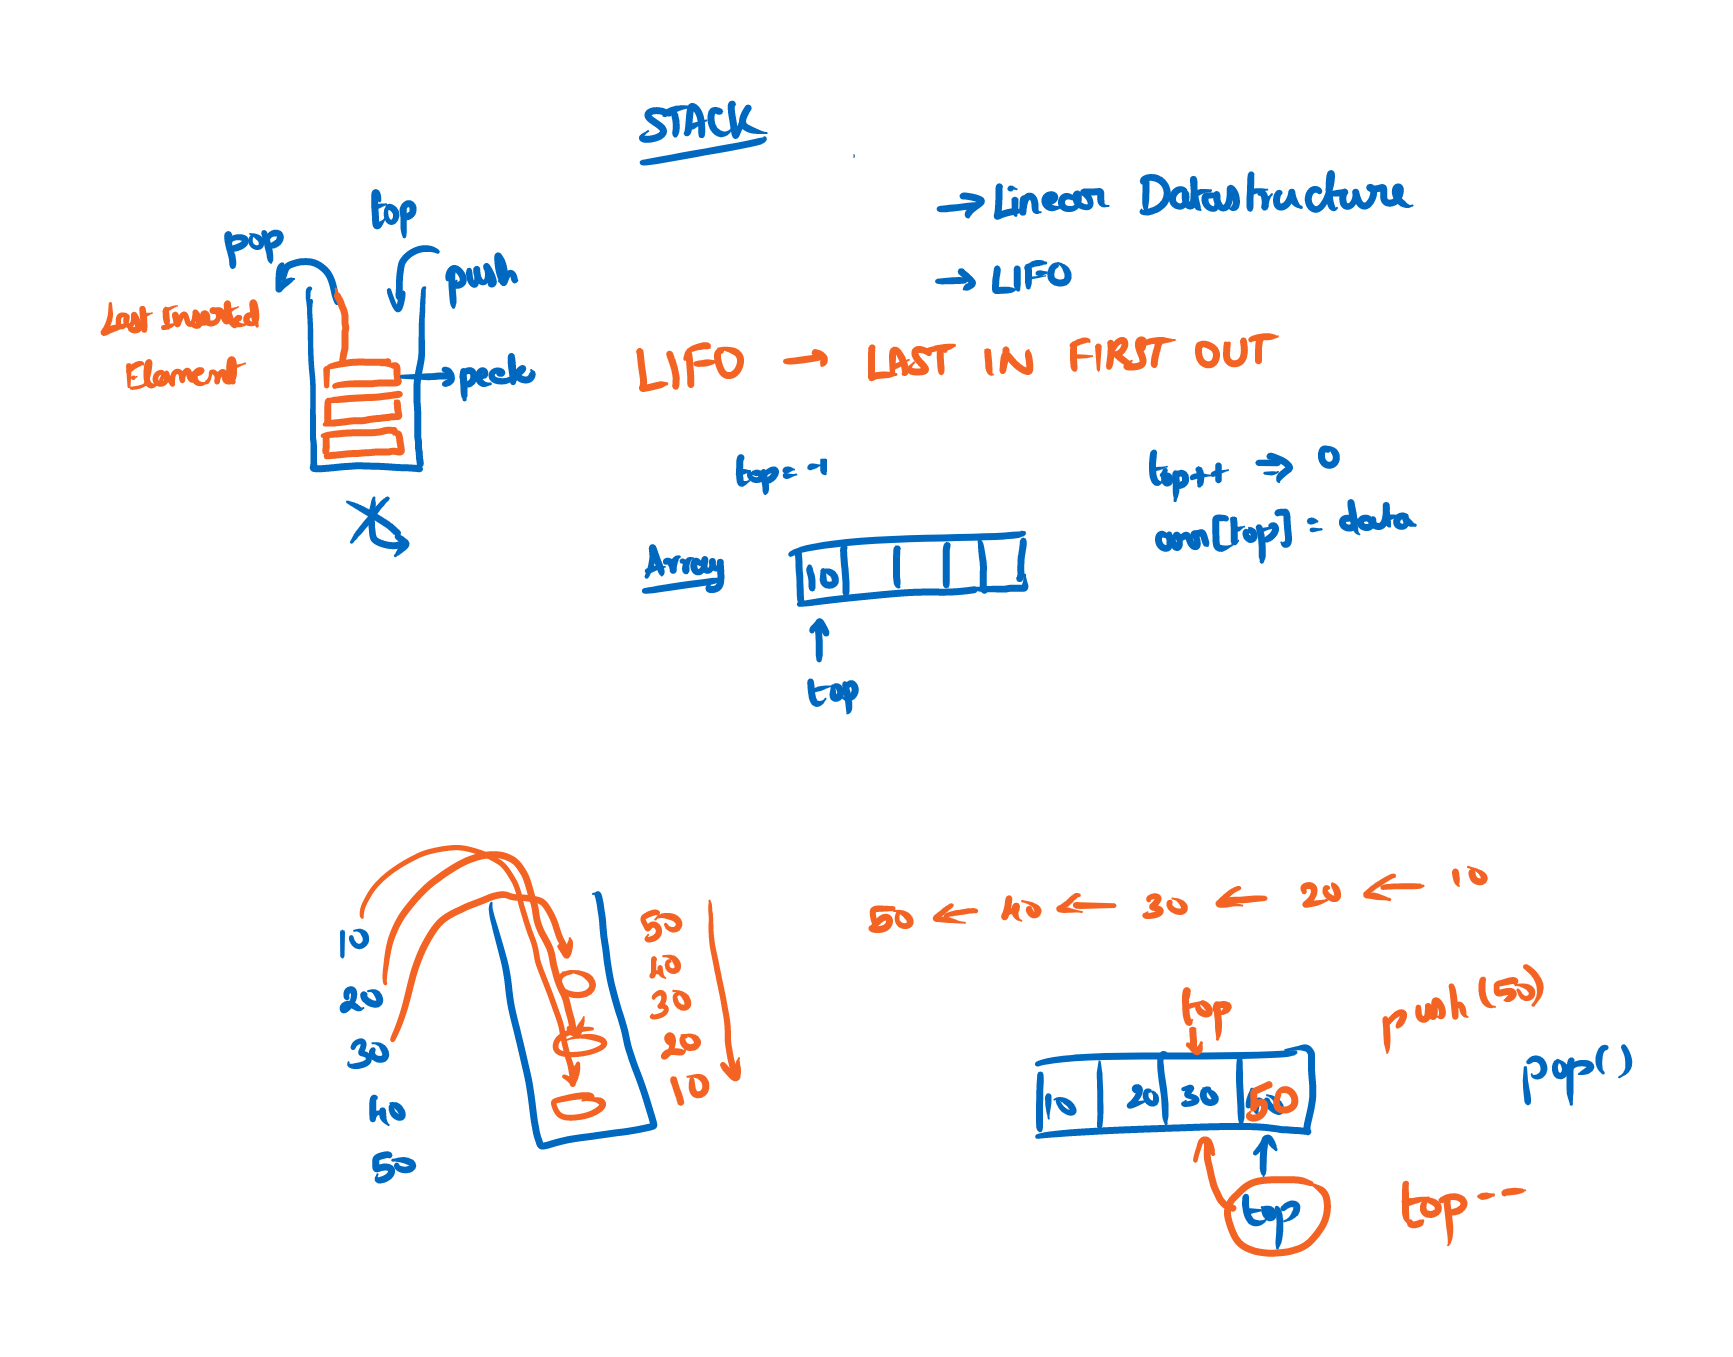 STACK
→ Linear Datastructure
→ LIFO
top
pop
push
Last Inserted
Element
peek
LIFO → LAST IN FIRST OUT
top = -1
top++ ⇒ 0
arr[top] = data
Array
10
top
10
20
30
40
50
50
40
30
20
10
50 ← 40 ← 30 ← 20 ← 10
top
push (50)
pop()
10 20 30 50
top
top--